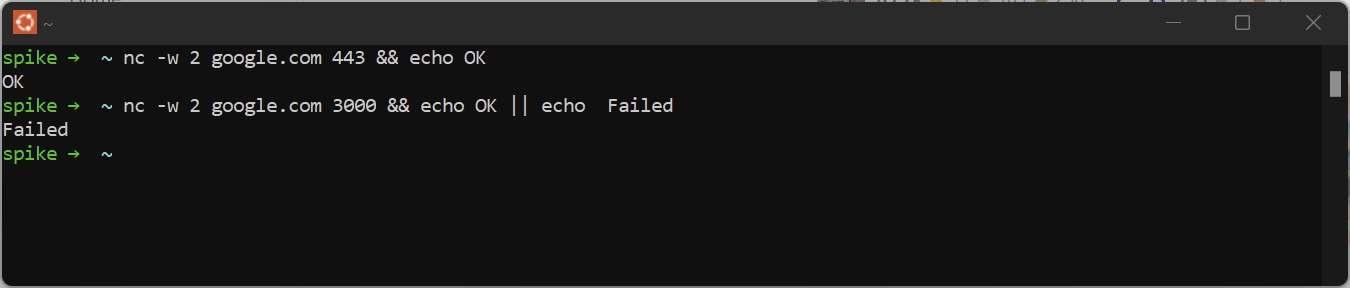 ~
spike → ~ nc -w 2 google.com 443 && echo OK
OK
spike → ~ nc -w 2 google.com 3000 && echo OK || echo  Failed
Failed
spike → ~